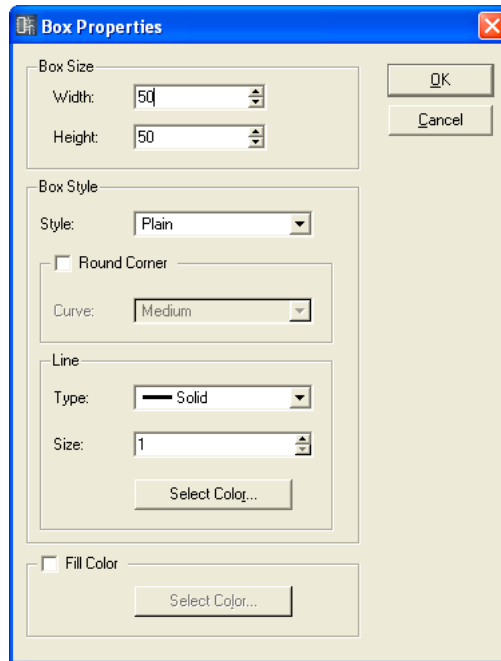 Box Properties
Box Size
Width: 50
Height: 50
OK
Cancel
Box Style
Style: Plain
Round Corner
Curve: Medium
Line
Type: Solid
Size: 1
Select Color...
Fill Color
Select Color...